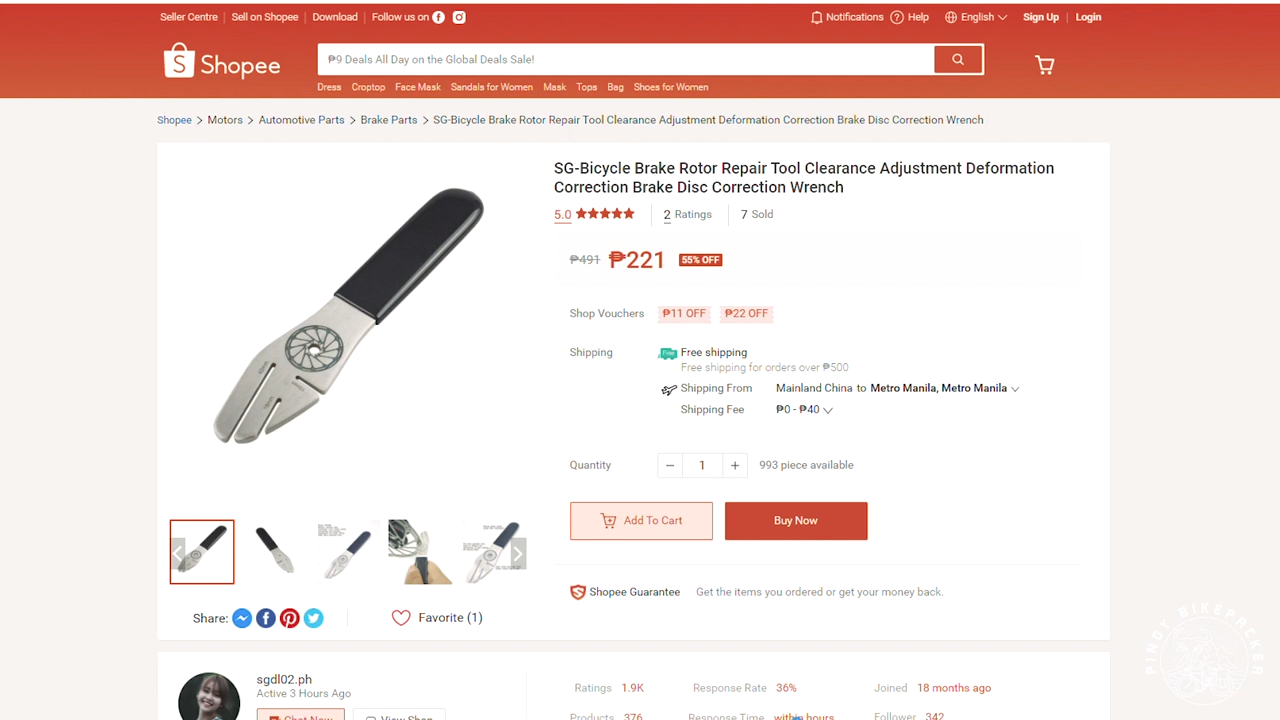 Seller Centre | Sell on Shopee | Download | Follow us on
Notifications Help English Sign Up | Login
Shopee
₱9 Deals All Day on the Global Deals Sale!
Dress Croptop Face Mask Sandals for Women Mask Tops Bag Shoes for Women
Shopee > Motors > Automotive Parts > Brake Parts > SG-Bicycle Brake Rotor Repair Tool Clearance Adjustment Deformation Correction Brake Disc Correction Wrench
SG-Bicycle Brake Rotor Repair Tool Clearance Adjustment Deformation
Correction Brake Disc Correction Wrench
5.0 2 Ratings 7 Sold
₱491 ₱221 55% OFF
Shop Vouchers ₱11 OFF ₱22 OFF
Shipping Free shipping
Free shipping for orders over ₱500
Shipping From Mainland China to Metro Manila, Metro Manila
Shipping Fee ₱0 - ₱40
Quantity 1 993 piece available
Add To Cart Buy Now
Shopee Guarantee Get the items you ordered or get your money back.
Share: Favorite (1)
sgdl02.ph
Active 3 Hours Ago
Chat Now View Shop
Ratings 1.9K Response Rate 36% Joined 18 months ago
Products 376 Response Time within hours Follower 342
PINOY BIKEPACKER